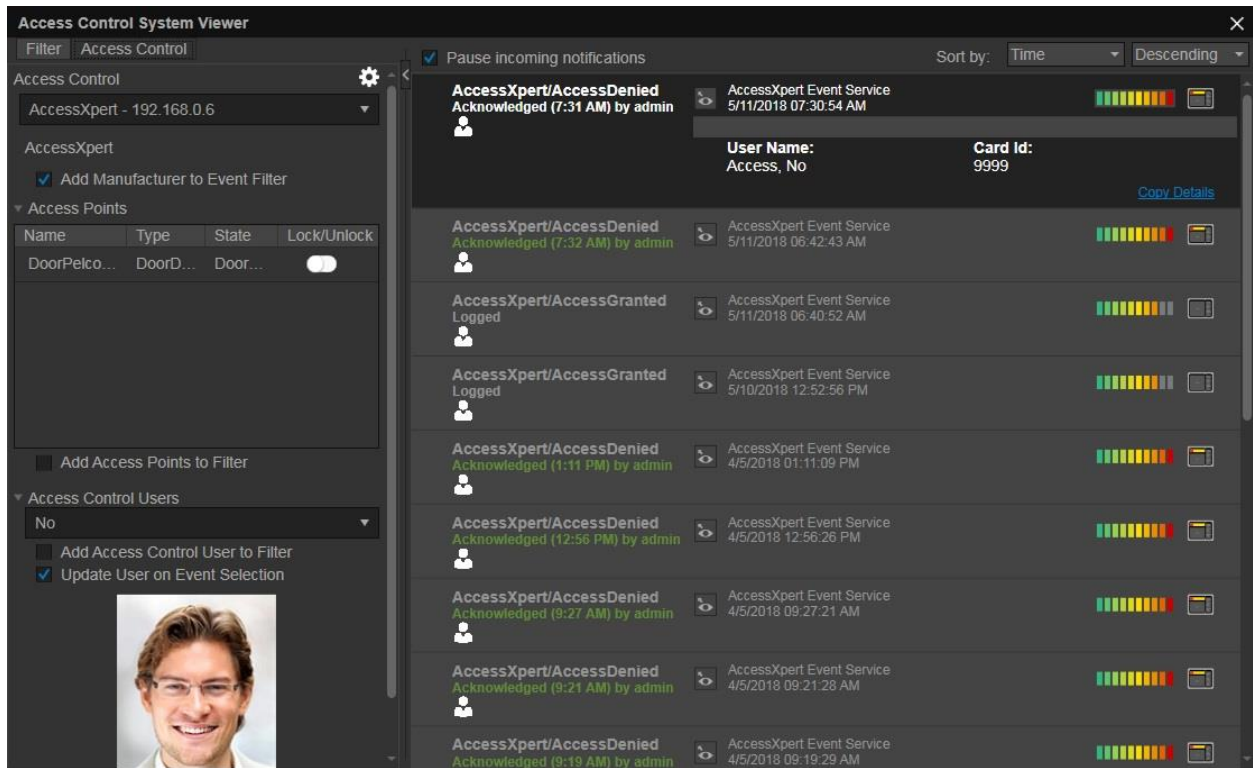 Access Control System Viewer
Filter Access Control
Access Control
AccessXpert - 192.168.0.6
AccessXpert
Add Manufacturer to Event Filter
Access Points
Name Type State Lock/Unlock
DoorPelco... DoorD... Door...
Add Access Points to Filter
Access Control Users
No
Add Access Control User to Filter
Update User on Event Selection
Pause incoming notifications
Sort by: Time Descending
AccessXpert/AccessDenied
Acknowledged (7:31 AM) by admin
AccessXpert Event Service
5/11/2018 07:30:54 AM
User Name: Card Id:
Access, No 9999
Copy Details
AccessXpert/AccessDenied
Acknowledged (7:32 AM) by admin
AccessXpert Event Service
5/11/2018 06:42:43 AM
AccessXpert/AccessGranted
Logged
AccessXpert Event Service
5/11/2018 06:40:52 AM
AccessXpert/AccessGranted
Logged
AccessXpert Event Service
5/10/2018 12:52:56 PM
AccessXpert/AccessDenied
Acknowledged (1:11 PM) by admin
AccessXpert Event Service
4/5/2018 01:11:09 PM
AccessXpert/AccessDenied
Acknowledged (12:56 PM) by admin
AccessXpert Event Service
4/5/2018 12:56:26 PM
AccessXpert/AccessDenied
Acknowledged (9:27 AM) by admin
AccessXpert Event Service
4/5/2018 09:27:21 AM
AccessXpert/AccessDenied
Acknowledged (9:21 AM) by admin
AccessXpert Event Service
4/5/2018 09:21:28 AM
AccessXpert/AccessDenied
Acknowledged (9:19 AM) by admin
AccessXpert Event Service
4/5/2018 09:19:29 AM